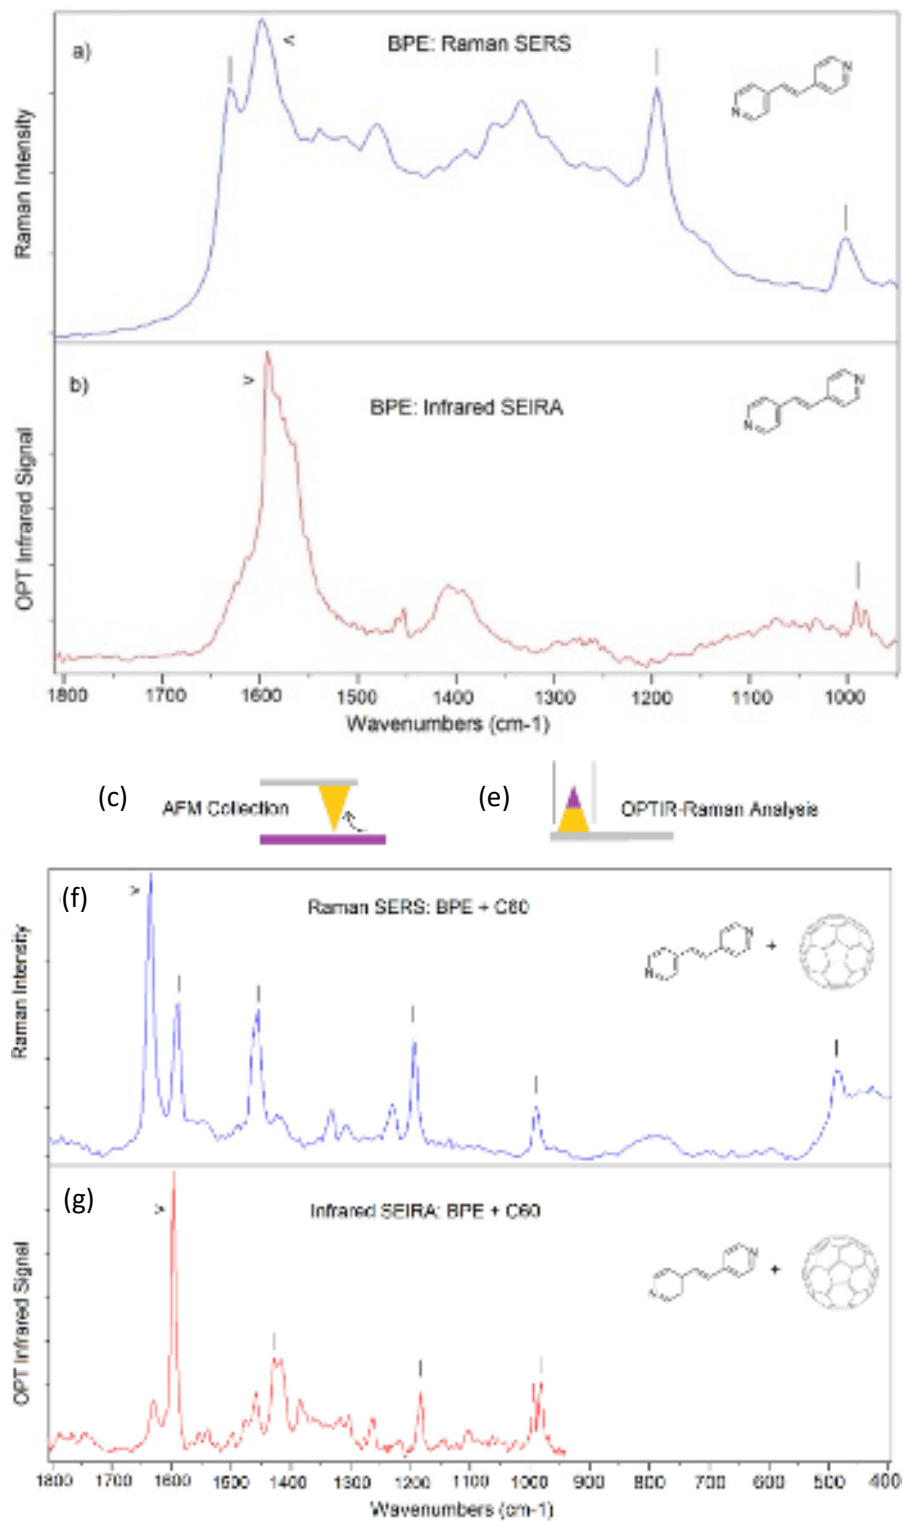 a)
BPE: Raman SERS
N
N
Raman Intensity
b)
BPE: Infrared SEIRA
N
N
OPT Infrared Signal
1800 1700 1600 1500 1400 1300 1200 1100 1000
Wavenumbers (cm-1)
(c)
AFM Collection
(e)
OPTIR-Raman Analysis
(f)
Raman SERS: BPE + C60
N
N
+
Raman Intensity
(g)
Infrared SEIRA: BPE + C60
N
+
OPT Infrared Signal
1800 1700 1600 1500 1400 1300 1200 1100 1000 900 800 700 600 500 400
Wavenumbers (cm-1)